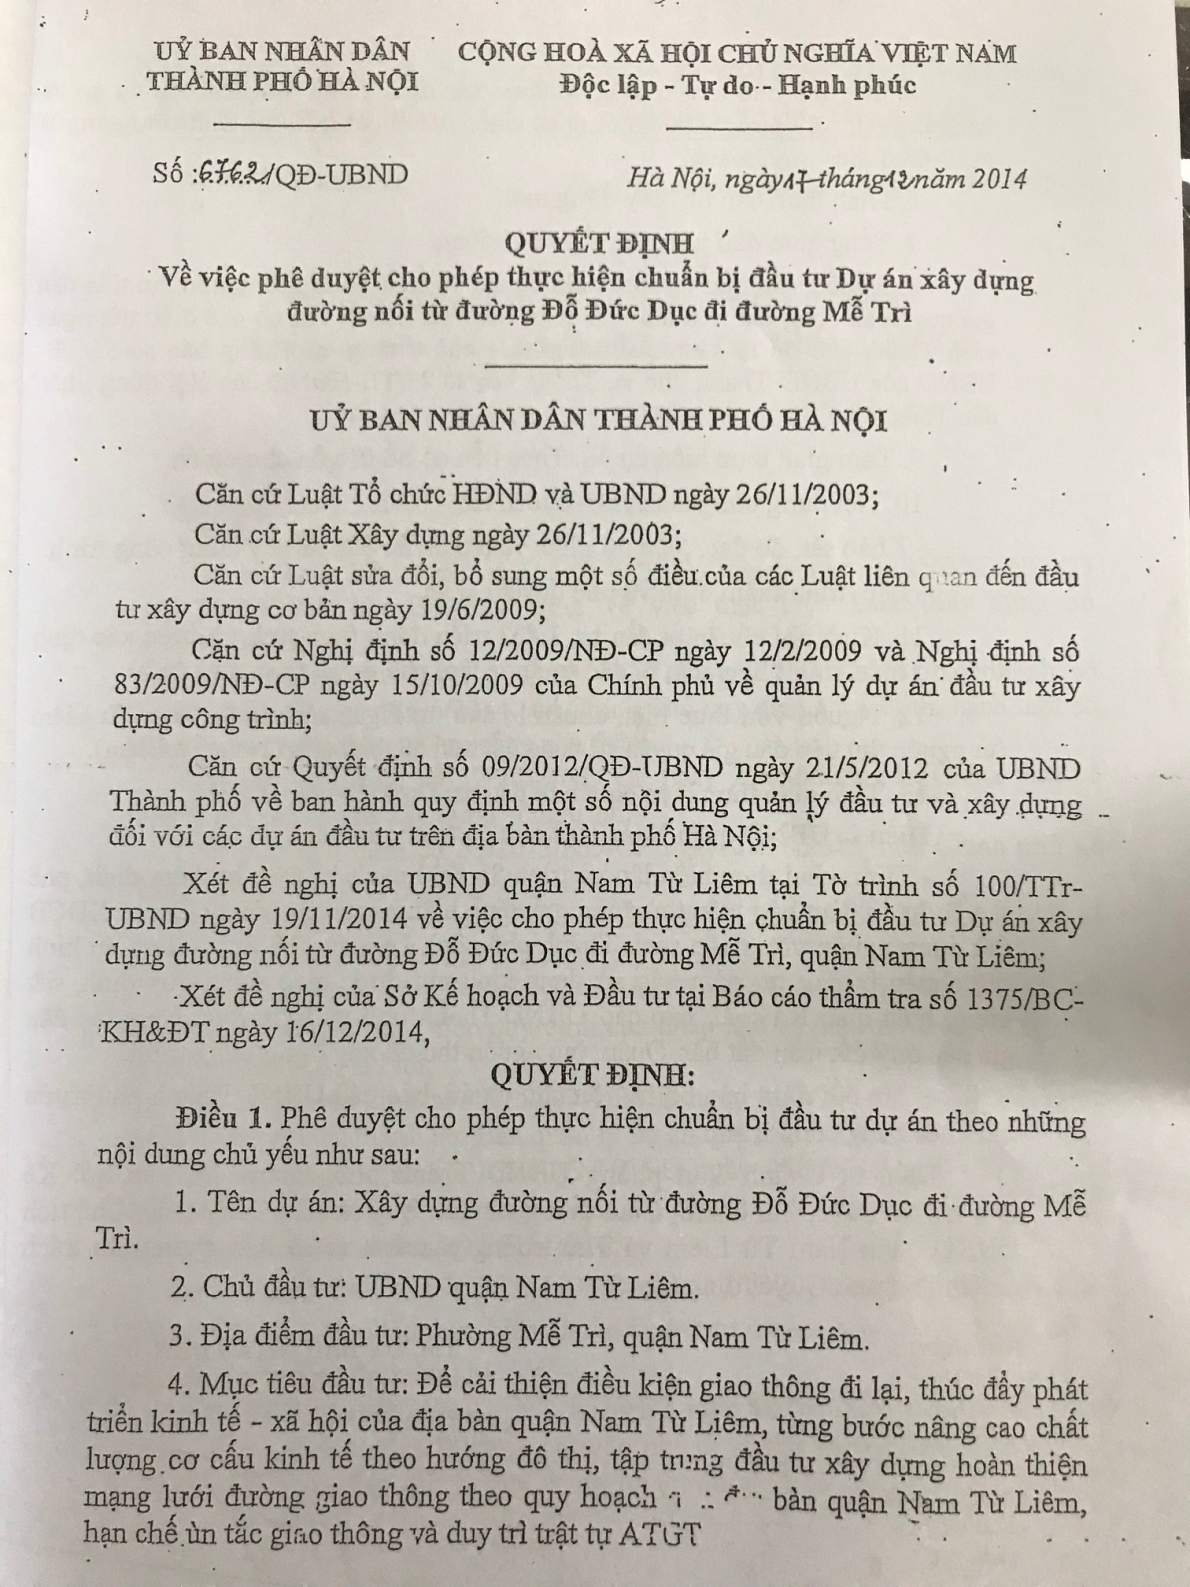 UỶ BAN NHÂN DÂN
THÀNH PHỐ HÀ NỘI
CỘNG HOÀ XÃ HỘI CHỦ NGHĨA VIỆT NAM
Độc lập - Tự do - Hạnh phúc
Số :6762/QĐ-UBND
Hà Nội, ngày 17 tháng 12 năm 2014
QUYẾT ĐỊNH
Về việc phê duyệt cho phép thực hiện chuẩn bị đầu tư Dự án xây dựng
đường nối từ đường Đỗ Đức Dục đi đường Mễ Trì
UỶ BAN NHÂN DÂN THÀNH PHỐ HÀ NỘI
Căn cứ Luật Tổ chức HĐND và UBND ngày 26/11/2003;
Căn cứ Luật Xây dựng ngày 26/11/2003;
Căn cứ Luật sửa đổi, bổ sung một số điều của các Luật liên quan đến đầu
tư xây dựng cơ bản ngày 19/6/2009;
Căn cứ Nghị định số 12/2009/NĐ-CP ngày 12/2/2009 và Nghị định số
83/2009/NĐ-CP ngày 15/10/2009 của Chính phủ về quản lý dự án đầu tư xây
dựng công trình;
Căn cứ Quyết định số 09/2012/QĐ-UBND ngày 21/5/2012 của UBND
Thành phố về ban hành quy định một số nội dung quản lý đầu tư và xây dựng
đối với các dự án đầu tư trên địa bàn thành phố Hà Nội;
Xét đề nghị của UBND quận Nam Từ Liêm tại Tờ trình số 100/TTr-
UBND ngày 19/11/2014 về việc cho phép thực hiện chuẩn bị đầu tư Dự án xây
dựng đường nối từ đường Đỗ Đức Dục đi đường Mễ Trì, quận Nam Từ Liêm;
Xét đề nghị của Sở Kế hoạch và Đầu tư tại Báo cáo thẩm tra số 1375/BC-
KH&ĐT ngày 16/12/2014,
QUYẾT ĐỊNH:
Điều 1. Phê duyệt cho phép thực hiện chuẩn bị đầu tư dự án theo những
nội dung chủ yếu như sau:
1. Tên dự án: Xây dựng đường nối từ đường Đỗ Đức Dục đi đường Mễ
Trì.
2. Chủ đầu tư: UBND quận Nam Từ Liêm.
3. Địa điểm đầu tư: Phường Mễ Trì, quận Nam Từ Liêm.
4. Mục tiêu đầu tư: Để cải thiện điều kiện giao thông đi lại, thúc đẩy phát
triển kinh tế - xã hội của địa bàn quận Nam Từ Liêm, từng bước nâng cao chất
lượng cơ cấu kinh tế theo hướng đô thị, tập trung đầu tư xây dựng hoàn thiện
mạng lưới đường giao thông theo quy hoạch bàn quận Nam Từ Liêm,
hạn chế ùn tắc giao thông và duy trì trật tự ATGT